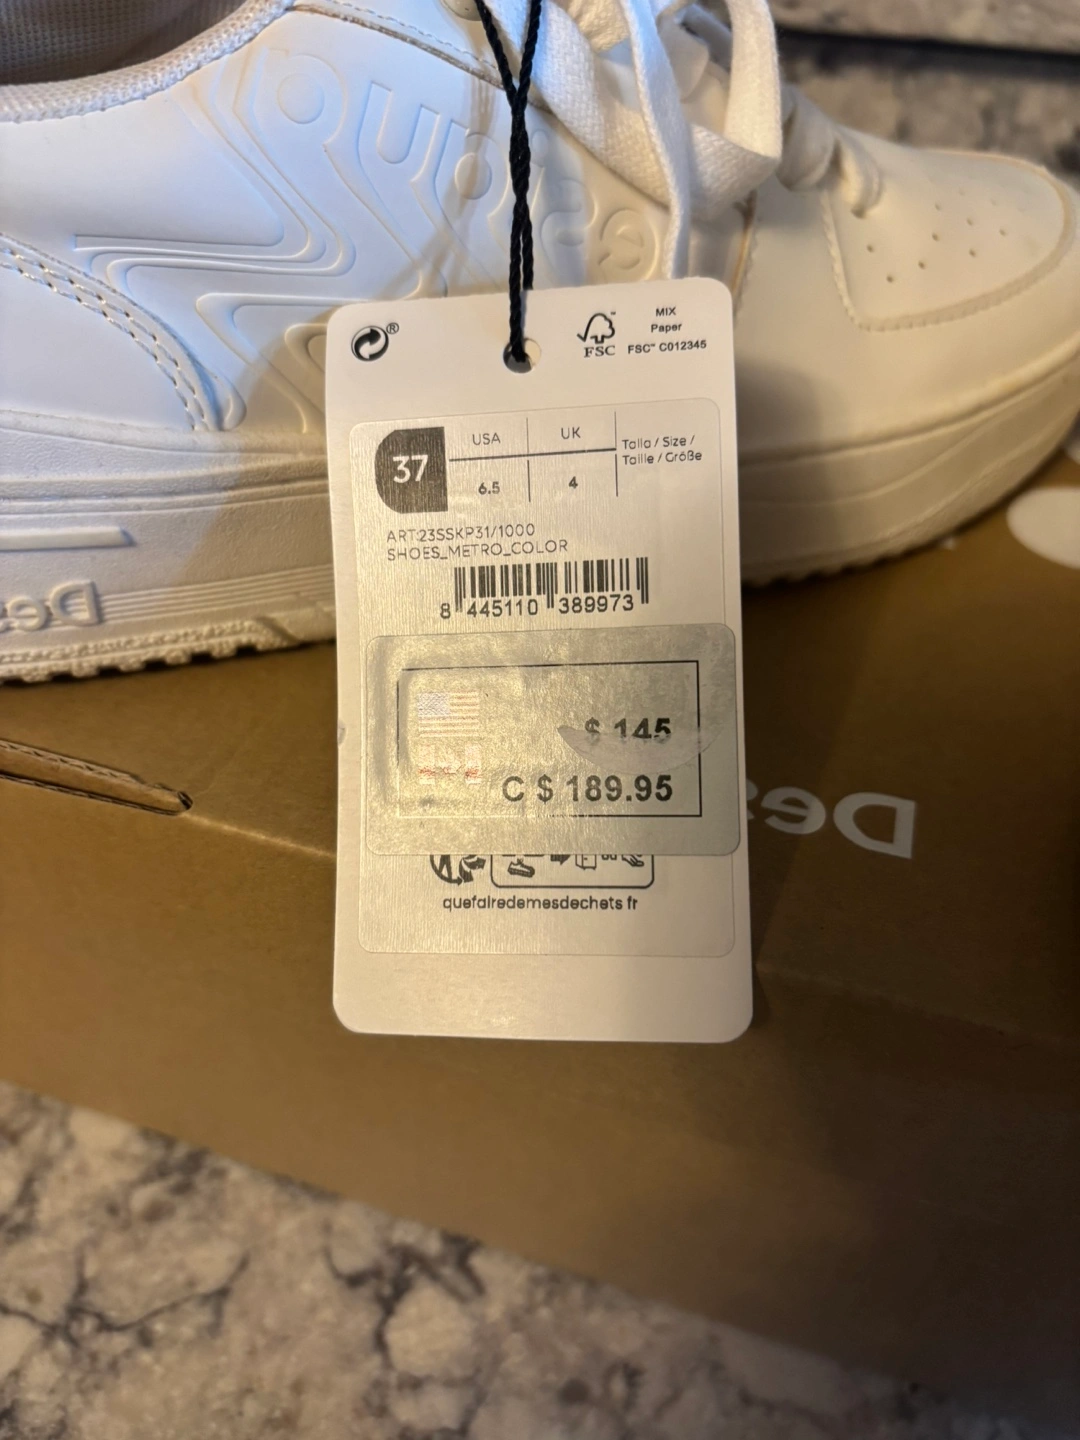 ®
MIX
Paper
FSC
FSC™ C012345
37
USA
UK
Talla / Size /
Taille / Größe
6.5
4
ART:23SSKP31/1000
SHOES_METRO_COLOR
8 445110 389973
$ 145
C $ 189.95
quefairedemesdechets fr